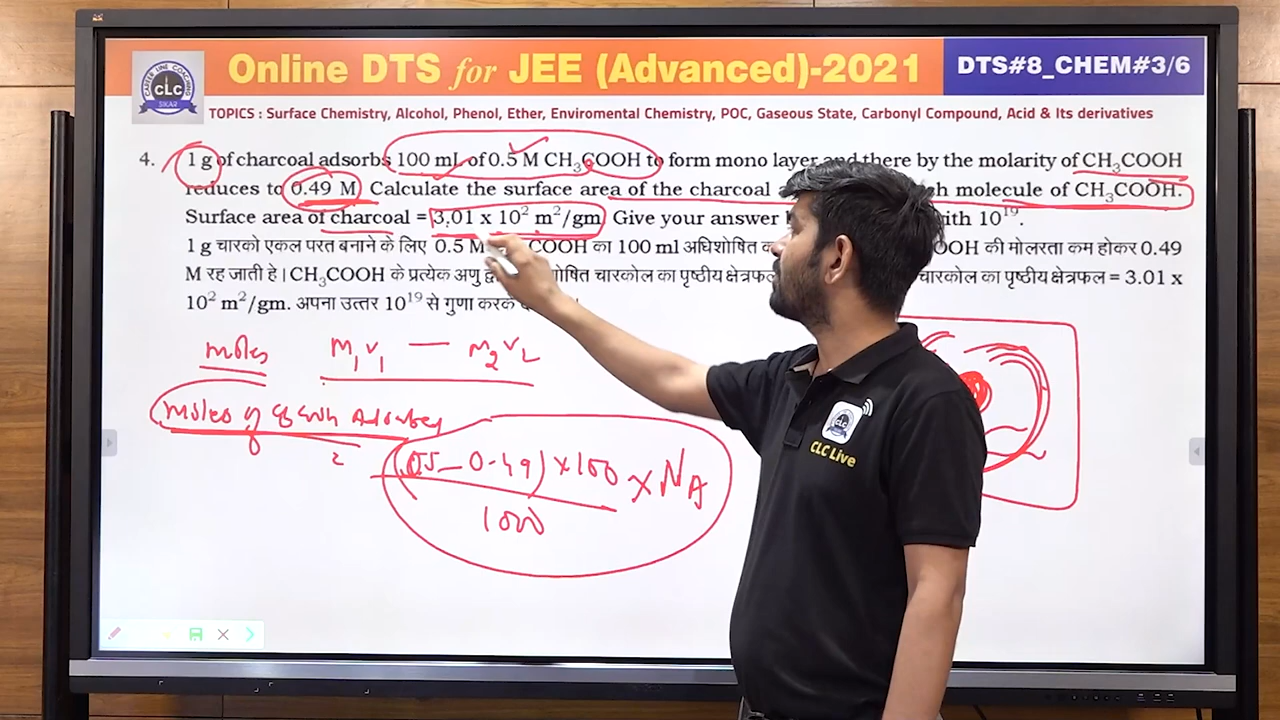 Online DTS for JEE (Advanced)-2021
DTS#8_CHEM#3/6
CAREER LINE COACHING
CLC
SIKAR
TOPICS : Surface Chemistry, Alcohol, Phenol, Ether, Enviromental Chemistry, POC, Gaseous State, Carbonyl Compound, Acid & Its derivatives
4. 1 g of charcoal adsorbs 100 mL of 0.5 M CH₃COOH to form mono layer and there by the molarity of CH₃COOH
reduces to 0.49 M. Calculate the surface area of the charcoal molecule of CH₃COOH.
Surface area of charcoal = 3.01 x 10² m²/gm. Give your answer with 10¹⁹.
1 g चारको एकल परत बनाने के लिए 0.5 M COOH का 100 ml अधिशोषित OOH की मोलरता कम होकर 0.49
M रह जाती हे। CH₃COOH के प्रत्येक अणु चारकोल का पृष्ठीय क्षेत्रफल चारकोल का पृष्ठीय क्षेत्रफल = 3.01 x
10² m²/gm. अपना उत्तर 10¹⁹ से गुणा करके
moles M₁V₁ — M₂V₂
moles of Adsorbed
(0.5 - 0.49) x 100 x NA
1000
CLC
CLC Live